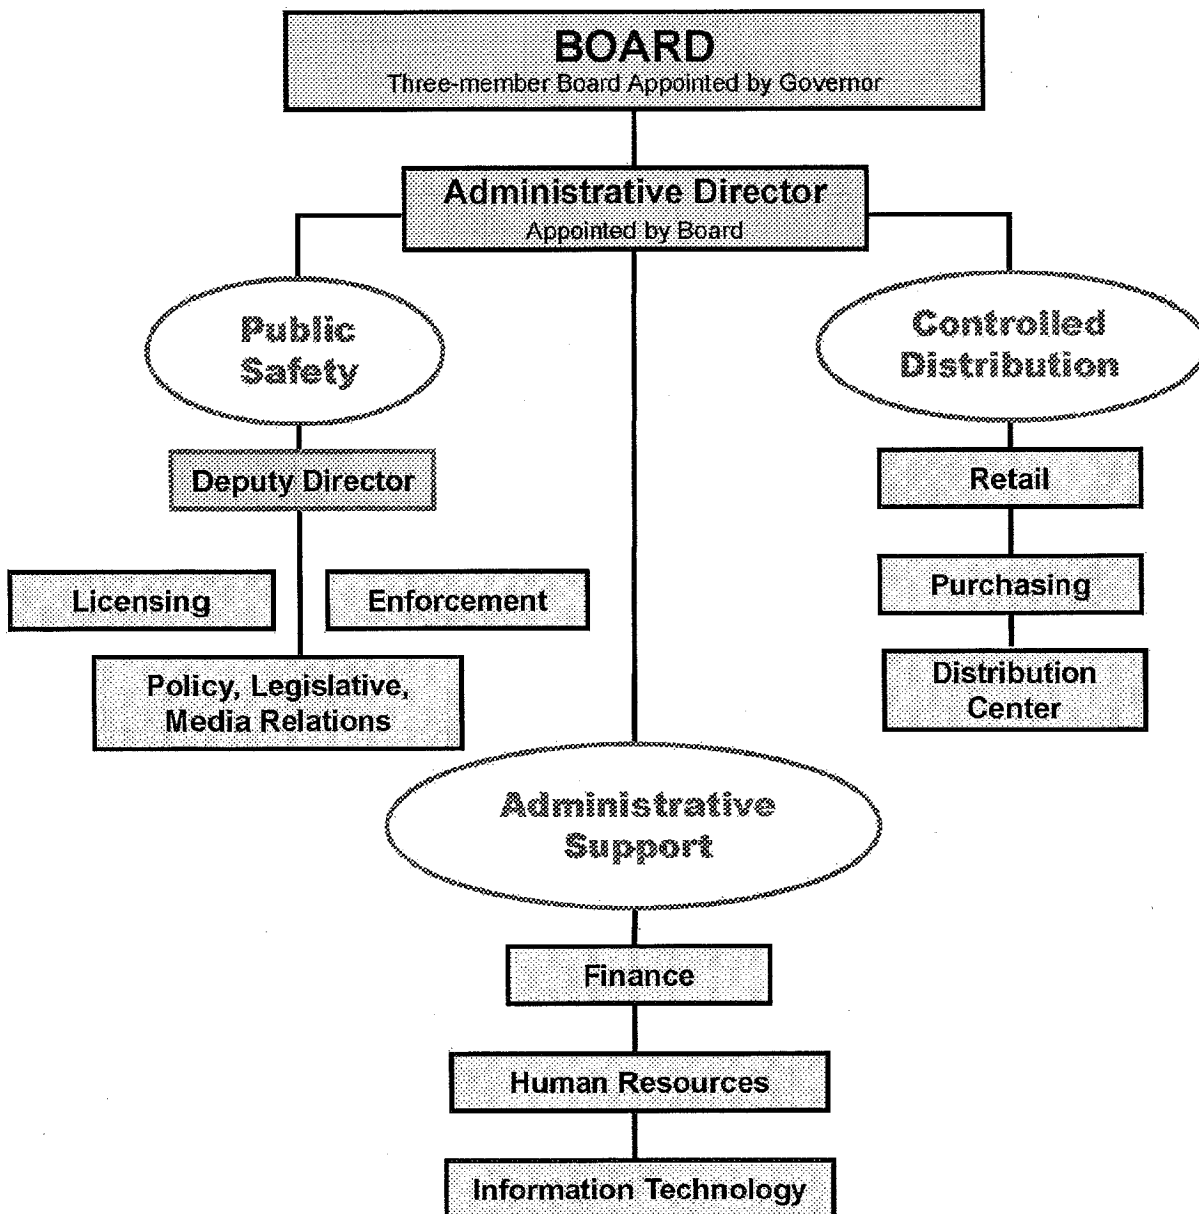 BOARD
Three-member Board Appointed by Governor
Administrative Director
Appointed by Board
Public
Safety
Controlled
Distribution
Deputy Director
Retail
Licensing
Enforcement
Purchasing
Policy, Legislative,
Media Relations
Distribution
Center
Administrative
Support
Finance
Human Resources
Information Technology